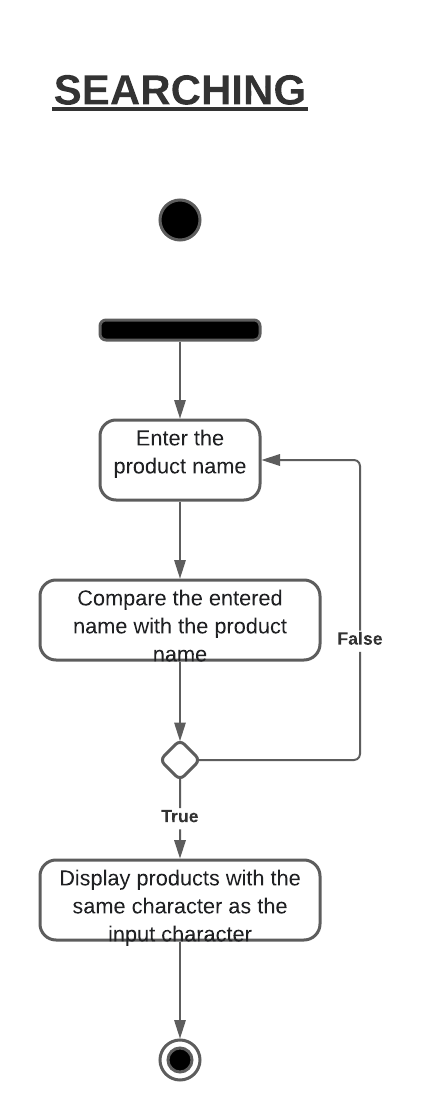 SEARCHING
Enter the
product name
Compare the entered
name with the product
name
False
True
Display products with the
same character as the
input character